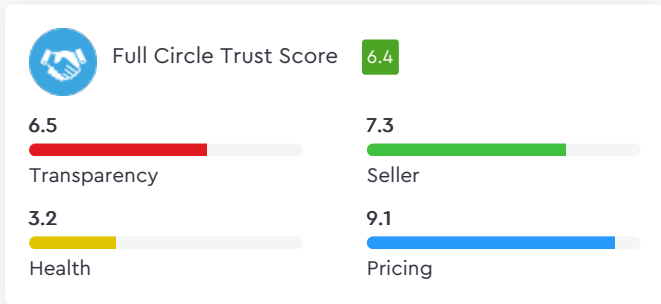 Full Circle Trust Score 6.4
6.5
Transparency
7.3
Seller
3.2
Health
9.1
Pricing